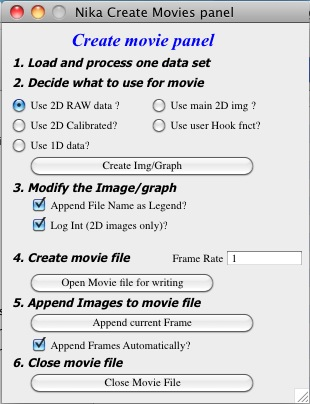 Nika Create Movies panel
Create movie panel
1. Load and process one data set
2. Decide what to use for movie
Use 2D RAW data ? Use main 2D img ?
Use 2D Calibrated? Use user Hook fnct?
Use 1D data?
Create Img/Graph
3. Modify the Image/graph
Append File Name as Legend?
Log Int (2D images only)?
4. Create movie file Frame Rate 1
Open Movie file for writing
5. Append Images to movie file
Append current Frame
Append Frames Automatically?
6. Close movie file
Close Movie File